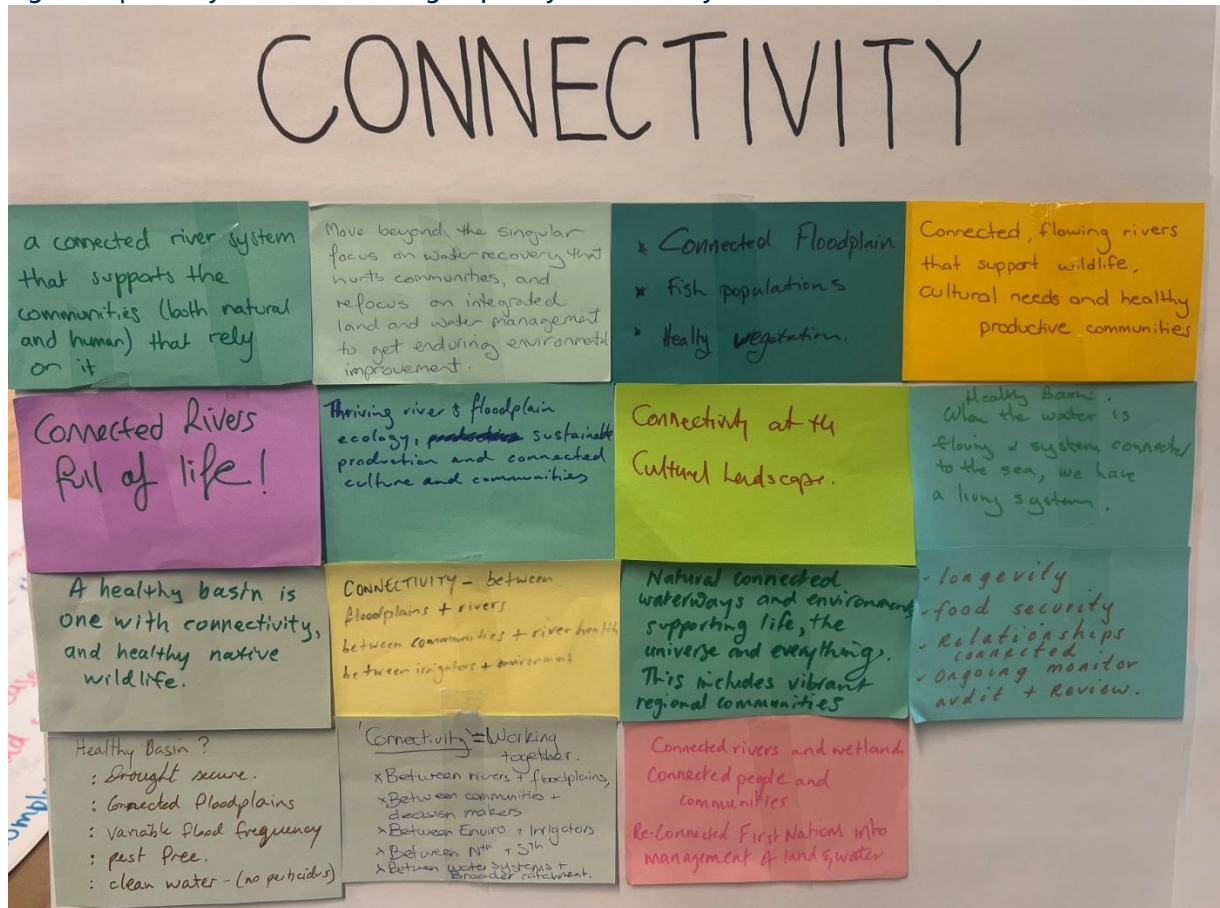 CONNECTIVITY
a connected river system
that supports the
communities (both natural
and human) that rely
on it
Move beyond the singular
focus on water recovery that
hurts communities, and
refocus on integrated
land and water management
to get enduring environmental
improvement.
* Connected Floodplain
* Fish populations
* Healthy vegetation.
Connected, flowing rivers
that support wildlife,
cultural needs and healthy
productive communities
Connected Rivers
full of life!
Thriving river & floodplain
ecology, sustainable
production and connected
culture and communities
Connectivity at the
Cultural Landscape.
Healthy Basin.
When the water is
flowing & system connected
to the sea, we have
a living system.
A healthy basin is
one with connectivity,
and healthy native
wildlife.
CONNECTIVITY - between
floodplains + rivers
between communities + river health
between irrigators + environment
Natural connected
waterways and environments,
supporting life, the
universe and everything.
This includes vibrant
regional communities
- longevity
- food security
- Relationships
connected
- Ongoing monitor
audit + Review.
Healthy Basin?
: Drought secure.
: Connected floodplains
: variable flood frequency
: pest free.
: clean water - (no pesticides)
'Connectivity' = Working
together.
x Between rivers + floodplains,
x Between communities +
decision makers
x Between Enviro + Irrigators
x Between Nth + Sth
x Between water systems +
Broader catchment.
Connected rivers and wetlands
Connected people and
communities
Re-Connected First Nations into
management of land & water